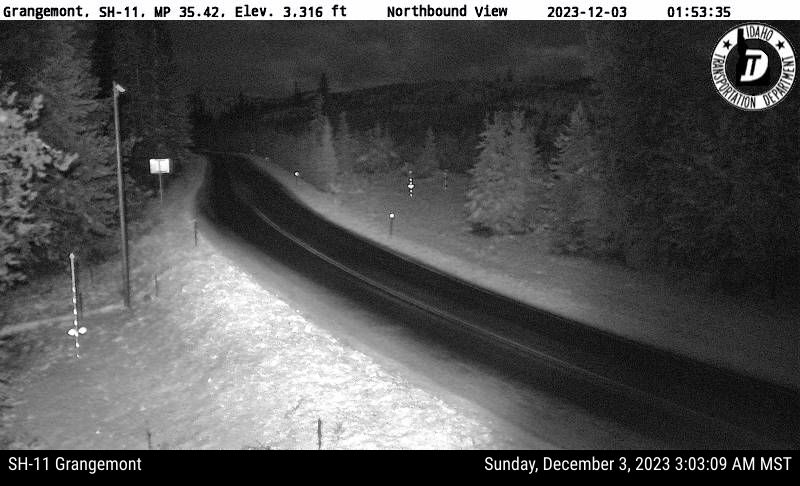 Grangemont, SH-11, MP 35.42, Elev. 3,316 ft Northbound View 2023-12-03 01:53:35
IDAHO
TRANSPORTATION DEPARTMENT
SH-11 Grangemont Sunday, December 3, 2023 3:03:09 AM MST